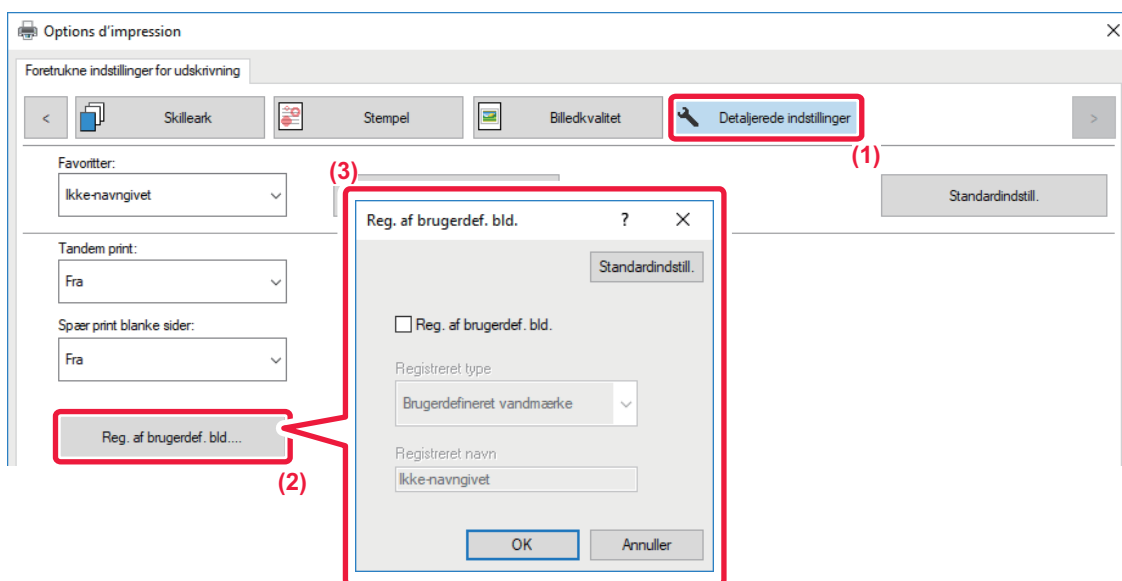 Options d'impression
Foretrukne indstillinger for udskrivning
<
Skilleark
Stempel
Billedkvalitet
Detaljerede indstillinger
>
(1)
Favoritter:
Ikke-navngivet
Standardindstill.
(3)
Tandem print:
Fra
Spær print blanke sider:
Fra
Reg. af brugerdef. bld....
(2)
Reg. af brugerdef. bld.
?
Standardindstill.
Reg. af brugerdef. bld.
Registreret type
Brugerdefineret vandmærke
Registreret navn
Ikke-navngivet
OK
Annuller